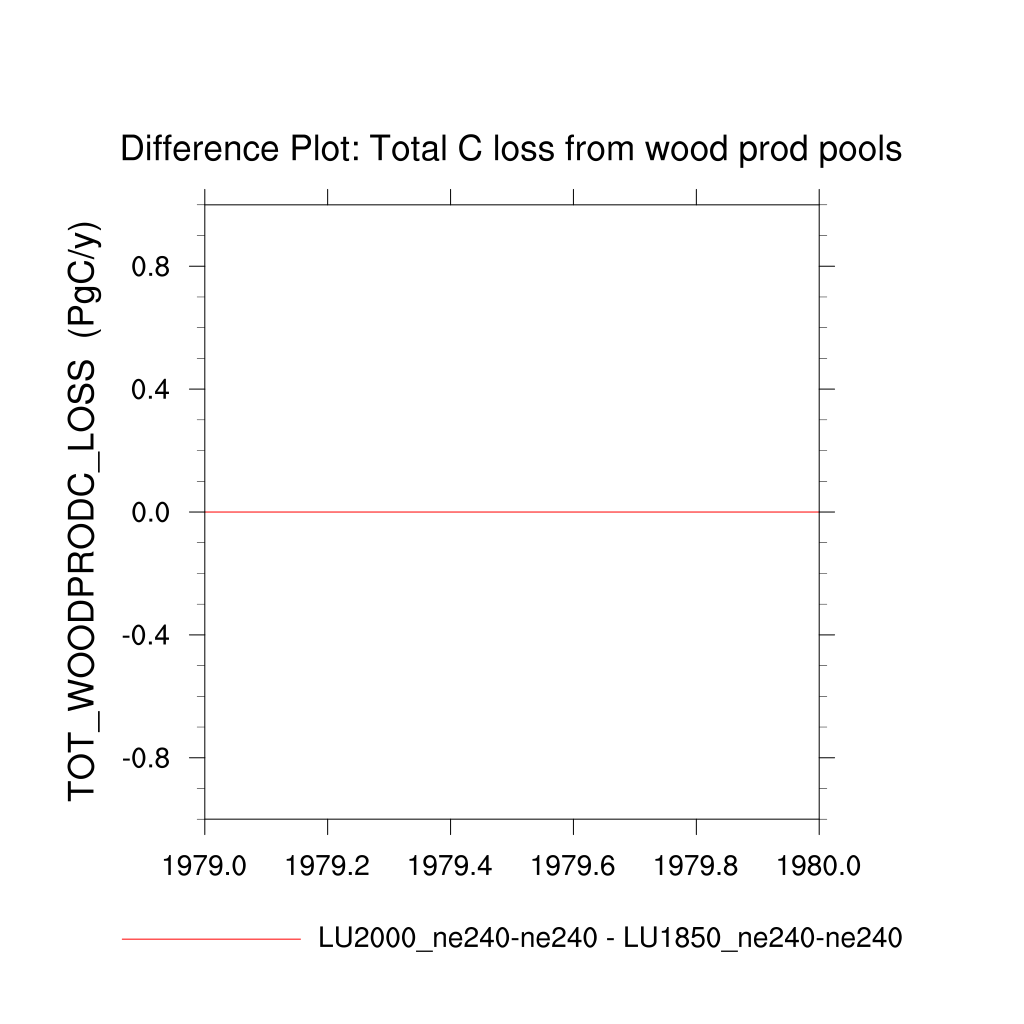 Difference Plot: Total C loss from wood prod pools
TOT_WOODPRODC_LOSS (PgC/y)
0.8
0.4
0.0
-0.4
-0.8
1979.0 1979.2 1979.4 1979.6 1979.8 1980.0
LU2000_ne240-ne240 - LU1850_ne240-ne240